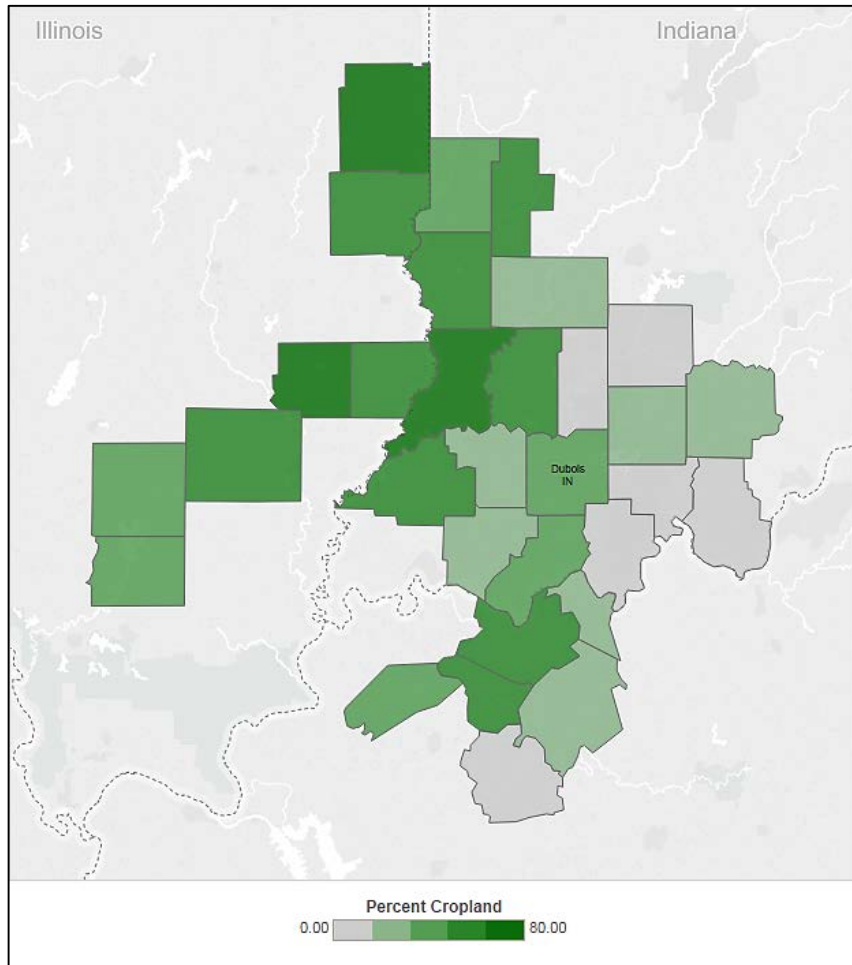 Illinois
Indiana
Dubois
IN
Percent Cropland
0.00
80.00